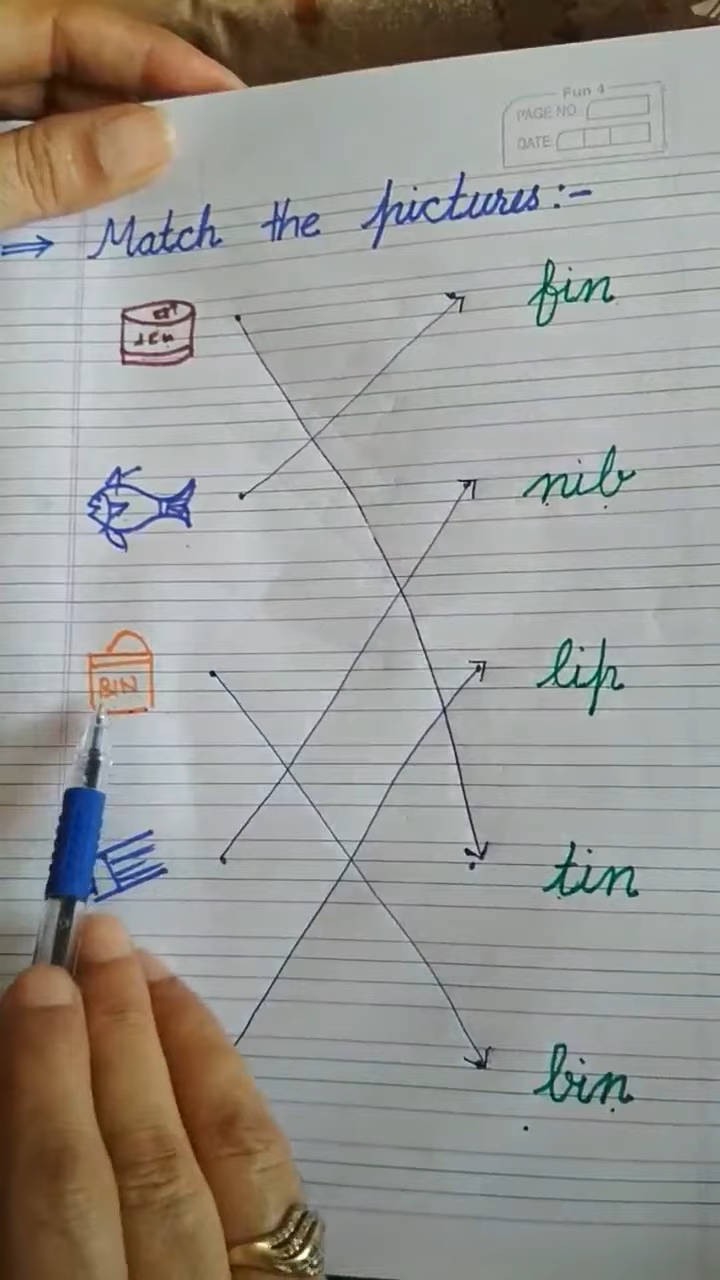 Fun 4
PAGE NO.
DATE
⇒ Match the pictures:-
fin
nib
BIN
lip
tin
bin